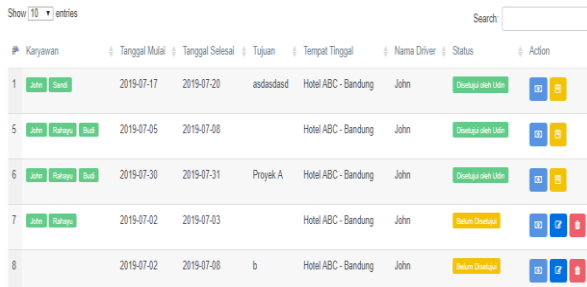 Show 10 entries Search:
# Karyawan Tanggal Mulai Tanggal Selesai Tujuan Tempat Tinggal Nama Driver Status Action
1 John Sandi 2019-07-17 2019-07-20 asdasdasd Hotel ABC - Bandung John Disetujui oleh Udin
5 John Rahayu Budi 2019-07-05 2019-07-08 Hotel ABC - Bandung John Disetujui oleh Udin
6 John Rahayu Budi 2019-07-30 2019-07-31 Proyek A Hotel ABC - Bandung John Disetujui oleh Udin
7 John Rahayu 2019-07-02 2019-07-03 Hotel ABC - Bandung John Belum Disetujui
8 2019-07-02 2019-07-08 b Hotel ABC - Bandung John Belum Disetujui